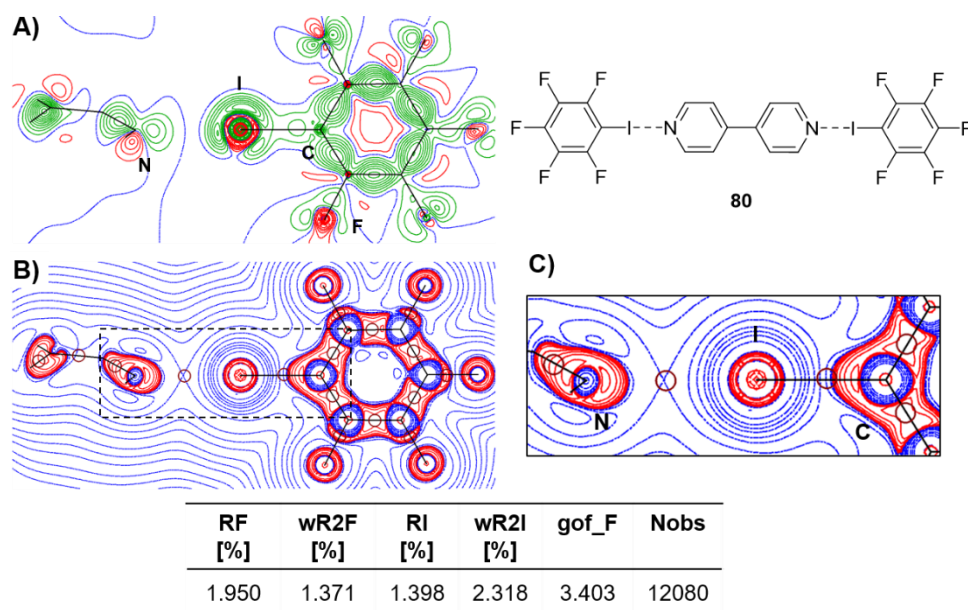 A)
I
N
C
F
F F F F
F I---N N---I F
F F F F
80
B)
C)
I
N
C
RF [%] wR2F [%] RI [%] wR2I [%] gof_F Nobs
1.950 1.371 1.398 2.318 3.403 12080